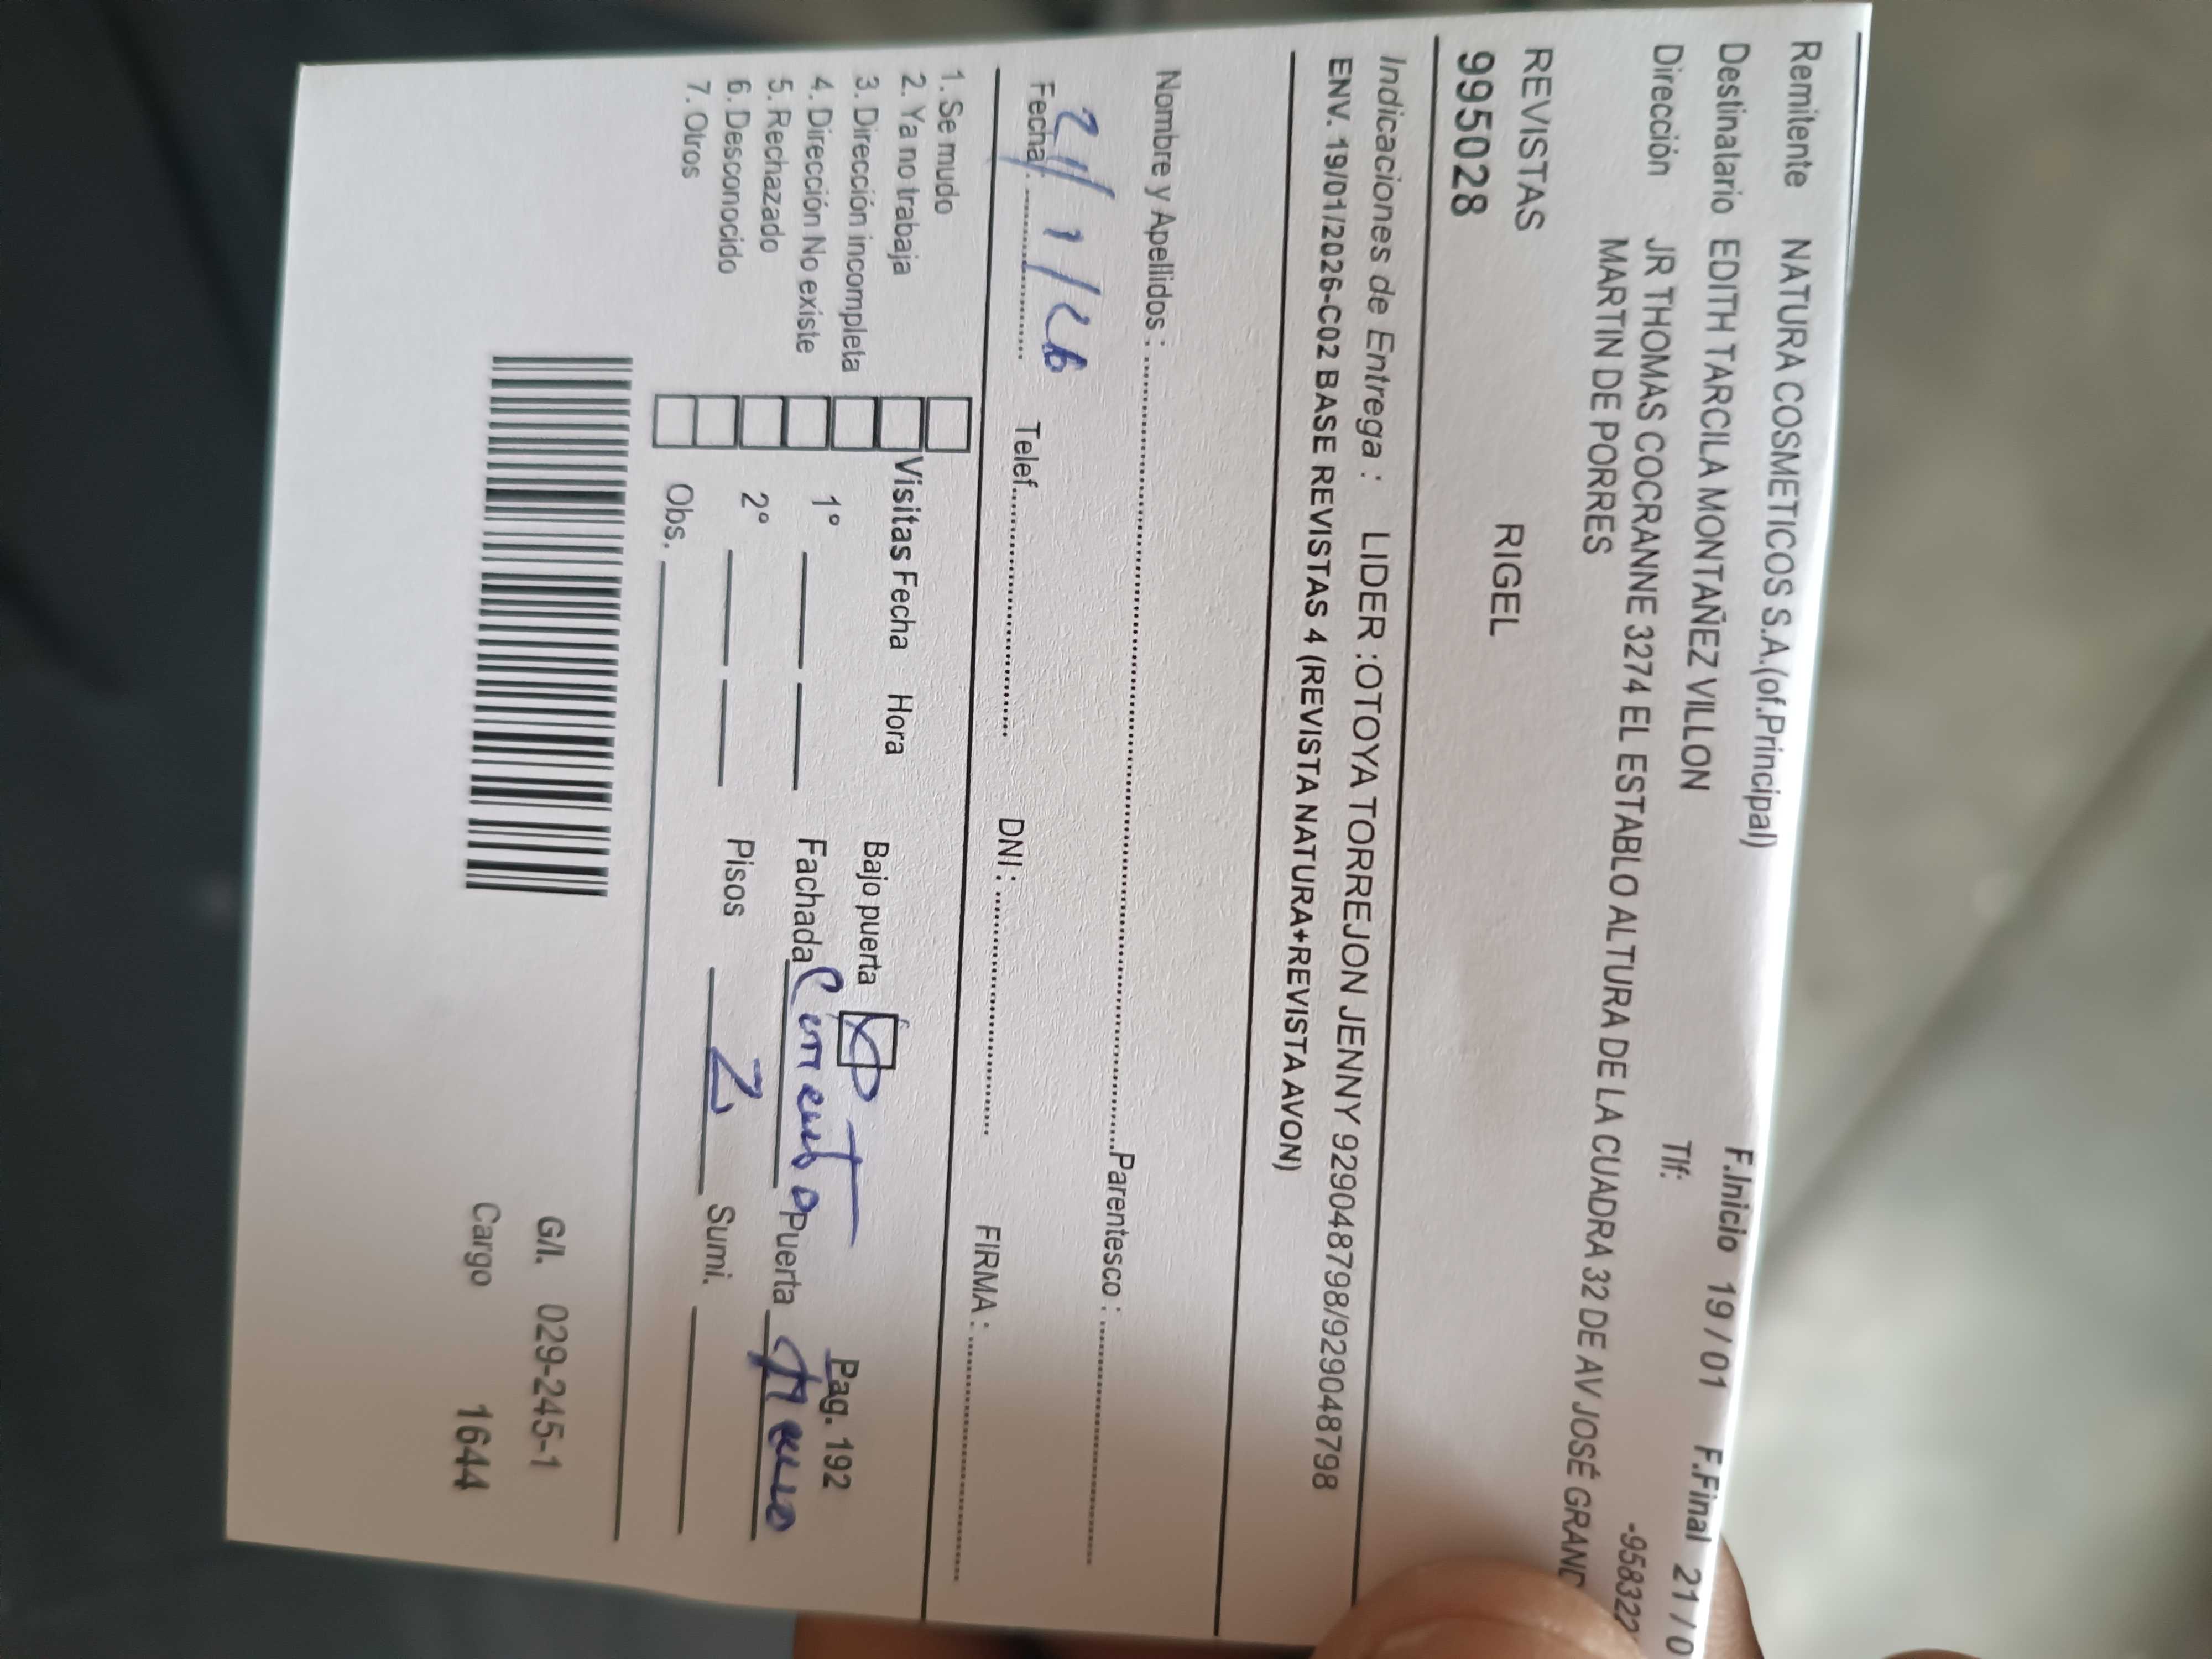 Remitente NATURA COSMETICOS S.A.(of.Principal) F.Inicio 19/01 F.Final 21/0
Destinatario EDITH TARCILA MONTAÑEZ VILLON Tlf: -958322
Dirección JR THOMAS COCRANNE 3274 EL ESTABLO ALTURA DE LA CUADRA 32 DE AV JOSÉ GRAND
MARTIN DE PORRES
REVISTAS RIGEL
995028
Indicaciones de Entrega : LIDER :OTOYA TORREJON JENNY 929048798/929048798
ENV. 19/01/2026-C02 BASE REVISTAS 4 (REVISTA NATURA+REVISTA AVON)
Nombre y Apellidos : Parentesco :
21/1/26
Fecha: Telef. DNI : FIRMA :
1. Se mudo
2. Ya no trabaja Visitas Fecha Hora Bajo puerta Pag. 192
3. Dirección incompleta
4. Dirección No existe 1° Fachada Cemento Puerta
5. Rechazado
6. Desconocido 2° Pisos 2 Sumi.
7. Otros Obs.
G/I. 029-245-1
Cargo 1644